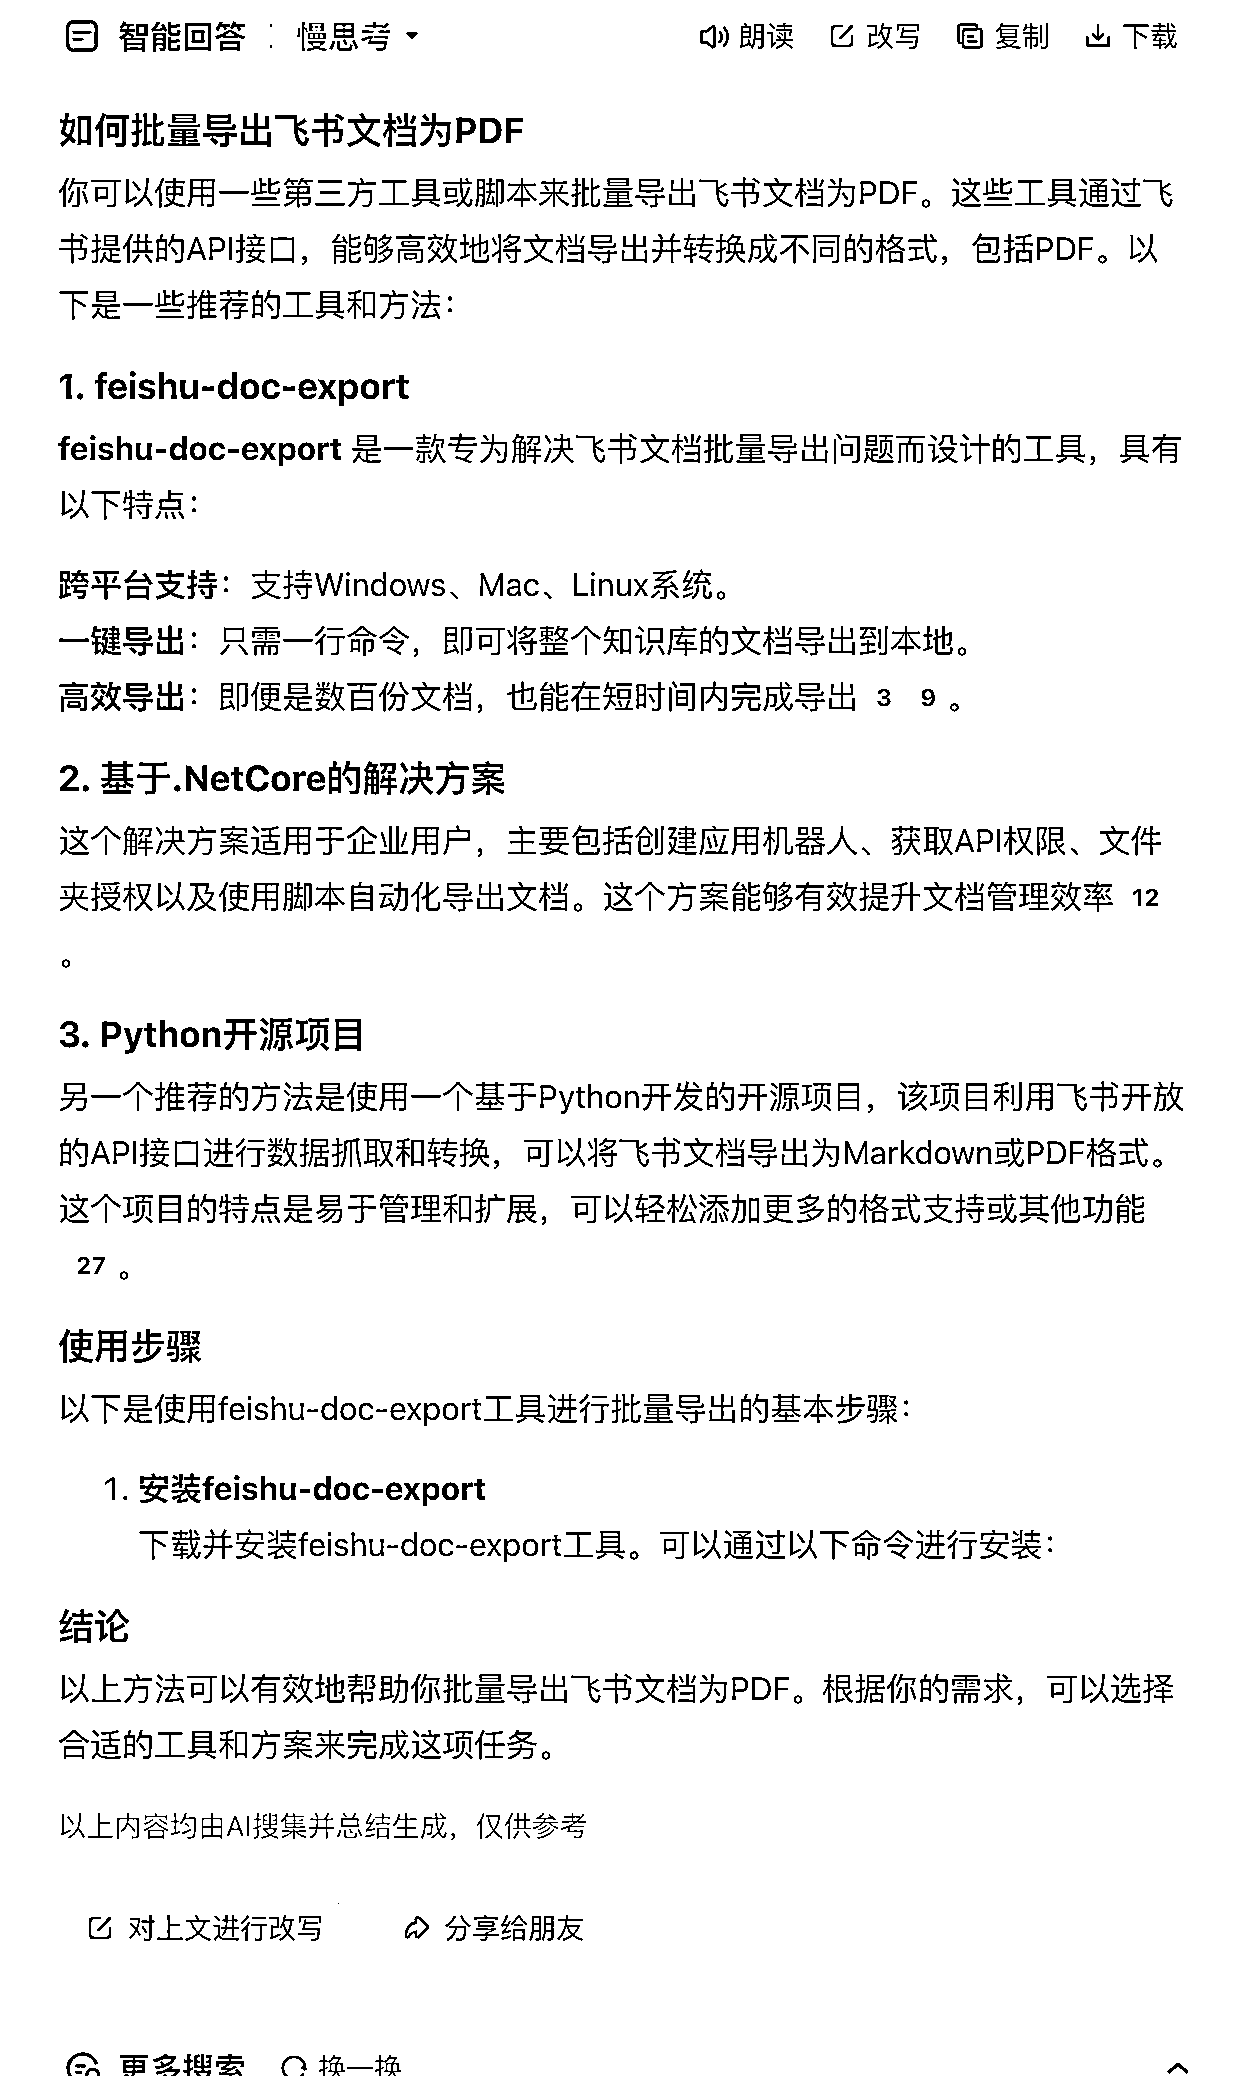 智能回答 : 慢思考 朗读 改写 复制 下载
如何批量导出飞书文档为PDF
你可以使用一些第三方工具或脚本来批量导出飞书文档为PDF。这些工具通过飞
书提供的API接口，能够高效地将文档导出并转换成不同的格式，包括PDF。以
下是一些推荐的工具和方法：
1. feishu-doc-export
feishu-doc-export 是一款专为解决飞书文档批量导出问题而设计的工具，具有
以下特点：
跨平台支持：支持Windows、Mac、Linux系统。
一键导出：只需一行命令，即可将整个知识库的文档导出到本地。
高效导出：即便是数百份文档，也能在短时间内完成导出 3 9 。
2. 基于.NetCore的解决方案
这个解决方案适用于企业用户，主要包括创建应用机器人、获取API权限、文件
夹授权以及使用脚本自动化导出文档。这个方案能够有效提升文档管理效率 12
。
3. Python开源项目
另一个推荐的方法是使用一个基于Python开发的开源项目，该项目利用飞书开放
的API接口进行数据抓取和转换，可以将飞书文档导出为Markdown或PDF格式。
这个项目的特点是易于管理和扩展，可以轻松添加更多的格式支持或其他功能
27 。
使用步骤
以下是使用feishu-doc-export工具进行批量导出的基本步骤：
1. 安装feishu-doc-export
下载并安装feishu-doc-export工具。可以通过以下命令进行安装：
结论
以上方法可以有效地帮助你批量导出飞书文档为PDF。根据你的需求，可以选择
合适的工具和方案来完成这项任务。
以上内容均由AI搜集并总结生成，仅供参考
对上文进行改写 分享给朋友
更多搜索 换一换